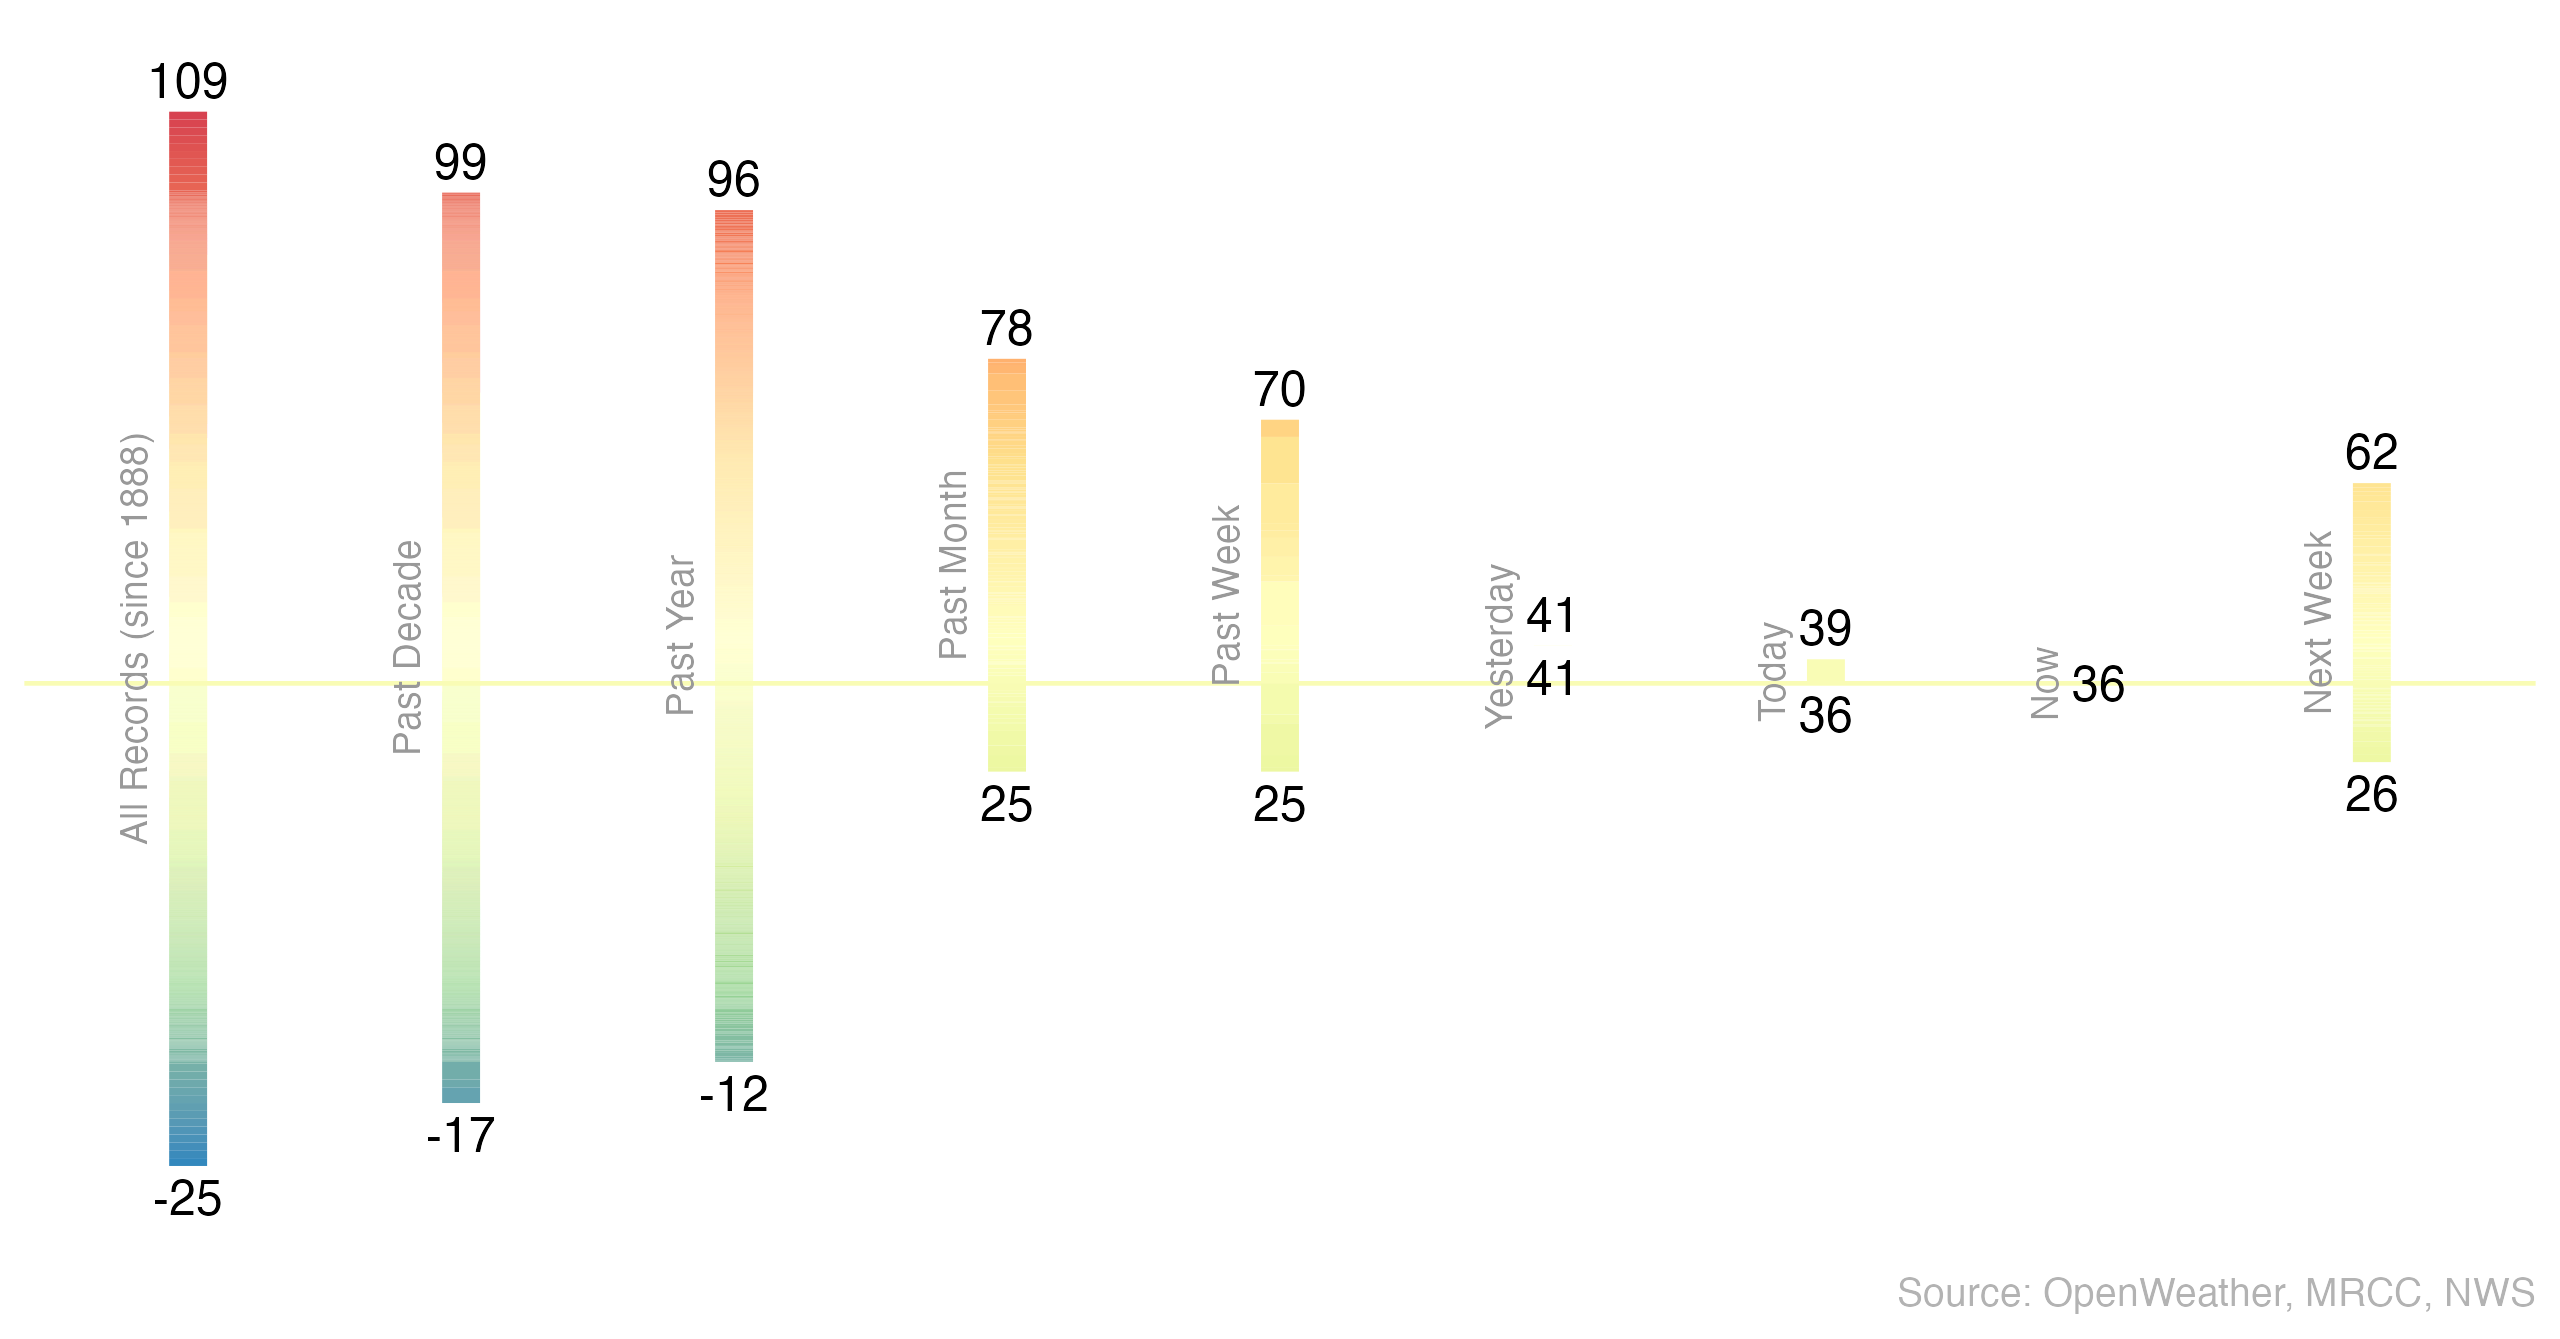 109
All Records (since 1888)
-25
99
Past Decade
-17
96
Past Year
-12
78
Past Month
25
70
Past Week
25
Yesterday
41
41
Today
39
36
Now
36
62
Next Week
26
Source: OpenWeather, MRCC, NWS